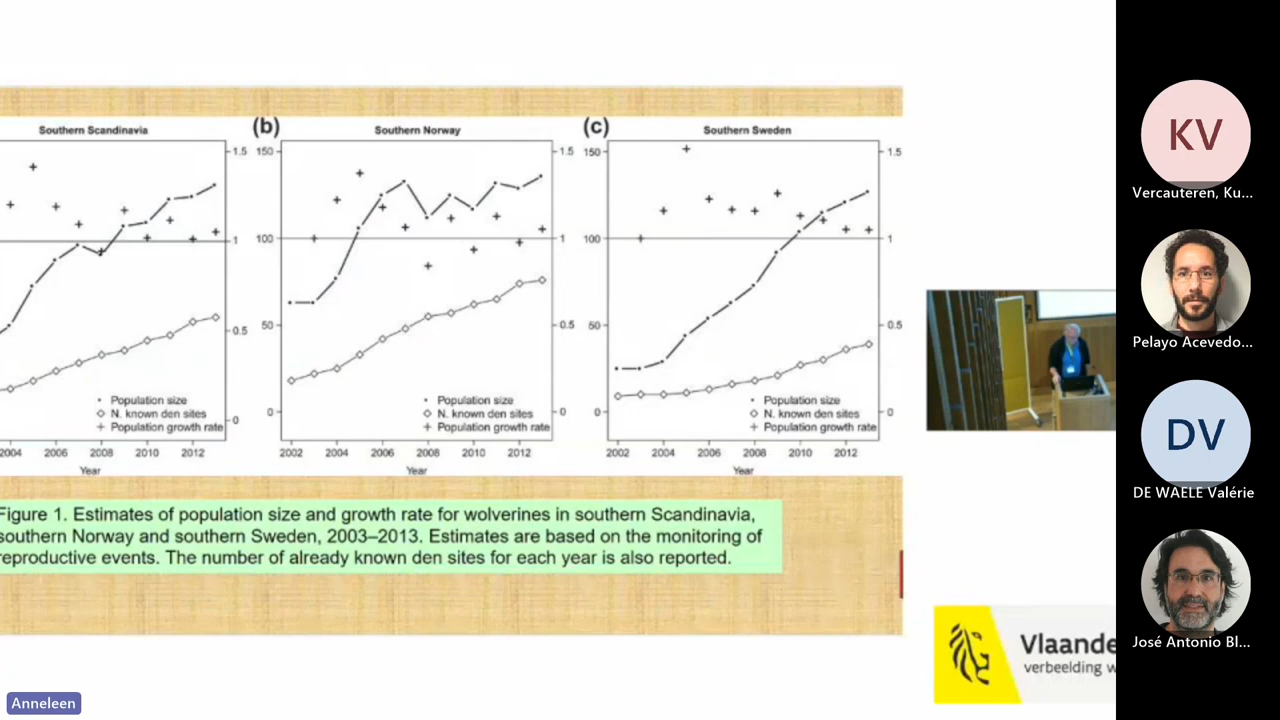 Southern Scandinavia
(b)
Southern Norway
(c)
Southern Sweden
1.5
1
0.5
0
150
100
50
0
1.5
1
0.5
0
150
100
50
0
1.5
1
0.5
0
Population size
N. known den sites
Population growth rate
Population size
N. known den sites
Population growth rate
Population size
N. known den sites
Population growth rate
2004 2006 2008 2010 2012
2002 2004 2006 2008 2010 2012
2002 2004 2006 2008 2010 2012
Year
Year
Year
Figure 1. Estimates of population size and growth rate for wolverines in southern Scandinavia,
southern Norway and southern Sweden, 2003–2013. Estimates are based on the monitoring of
reproductive events. The number of already known den sites for each year is also reported.
Vlaande
verbeelding w
Anneleen
KV
Vercauteren, Ku...
Pelayo Acevedo...
DV
DE WAELE Valérie
José Antonio Bl...